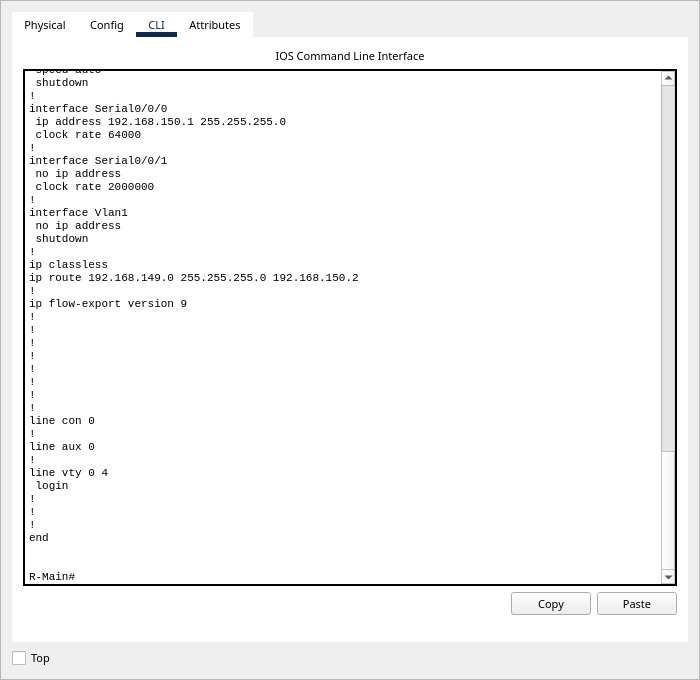 Physical Config CLI Attributes
IOS Command Line Interface
speed auto
shutdown
!
interface Serial0/0/0
ip address 192.168.150.1 255.255.255.0
clock rate 64000
!
interface Serial0/0/1
no ip address
clock rate 2000000
!
interface Vlan1
no ip address
shutdown
!
ip classless
ip route 192.168.149.0 255.255.255.0 192.168.150.2
!
ip flow-export version 9
!
!
!
!
!
!
!
!
line con 0
!
line aux 0
!
line vty 0 4
login
!
!
!
end
R-Main#
Copy Paste
Top